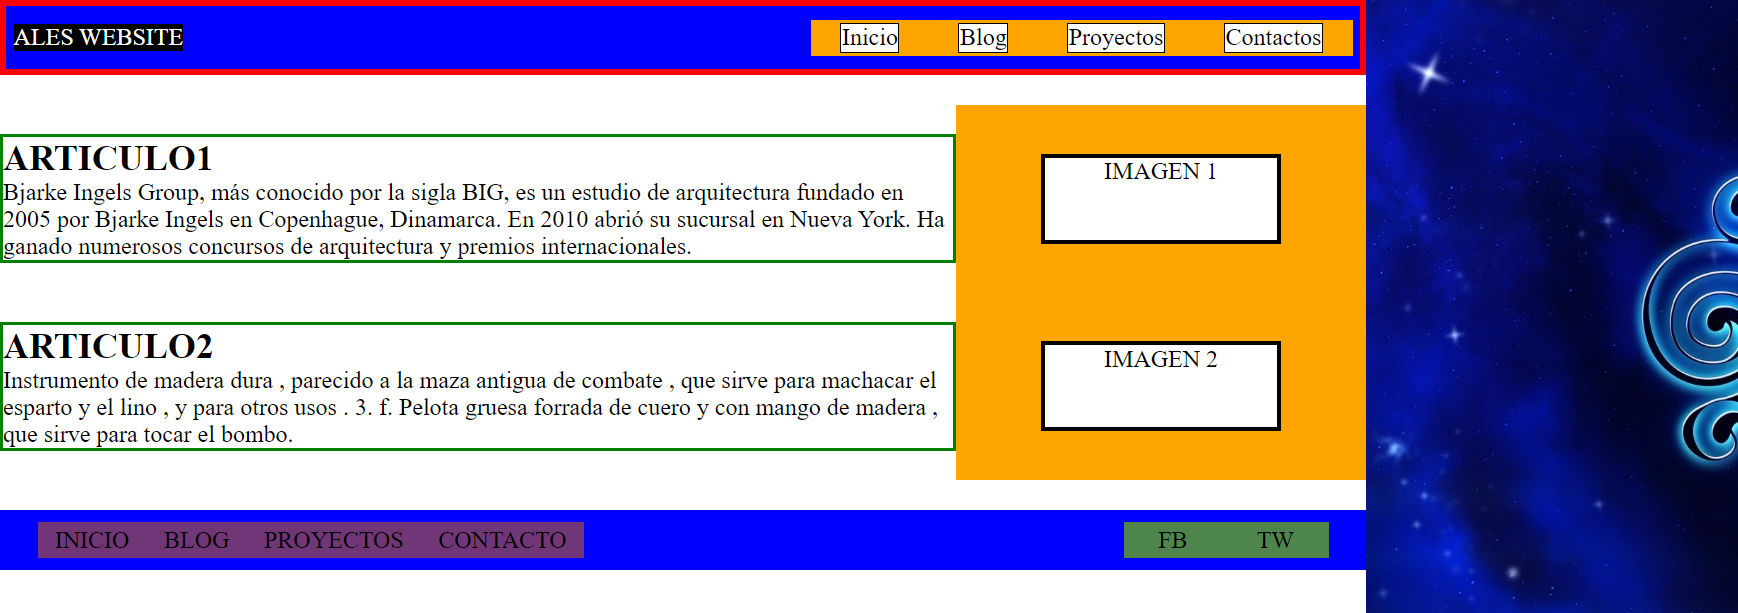 ALES WEBSITE
Inicio Blog Proyectos Contactos
ARTICULO1
Bjarke Ingels Group, más conocido por la sigla BIG, es un estudio de arquitectura fundado en
2005 por Bjarke Ingels en Copenhague, Dinamarca. En 2010 abrió su sucursal en Nueva York. Ha
ganado numerosos concursos de arquitectura y premios internacionales.
IMAGEN 1
ARTICULO2
Instrumento de madera dura , parecido a la maza antigua de combate , que sirve para machacar el
esparto y el lino , y para otros usos . 3. f. Pelota gruesa forrada de cuero y con mango de madera ,
que sirve para tocar el bombo.
IMAGEN 2
INICIO BLOG PROYECTOS CONTACTO
FB TW